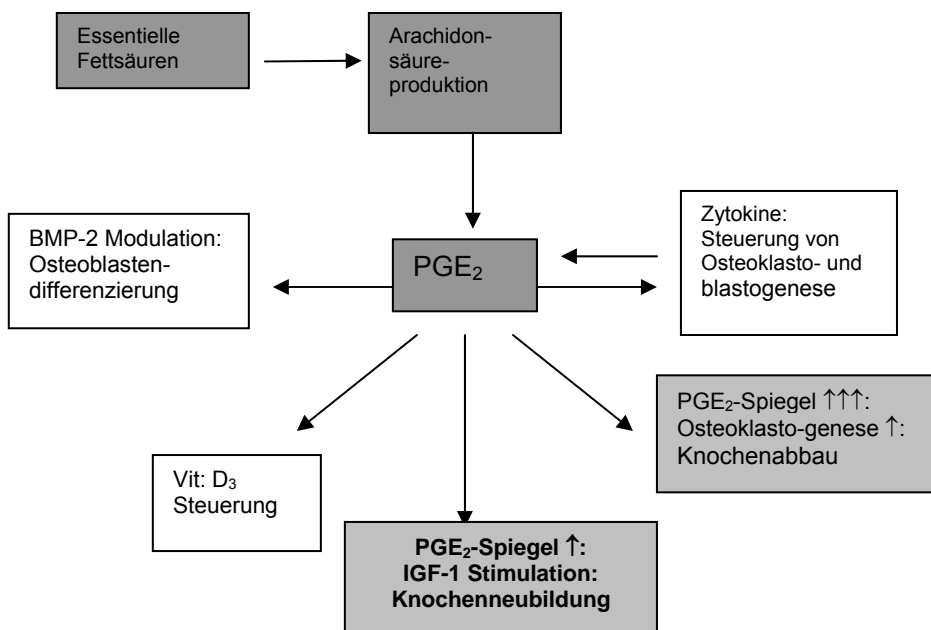 Essentielle
Fettsäuren
Arachidon-
säure-
produktion
BMP-2 Modulation:
Osteoblasten-
differenzierung
PGE₂
Zytokine:
Steuerung von
Osteoklasto- und
blastogenese
Vit: D₃
Steuerung
PGE₂-Spiegel ↑:
IGF-1 Stimulation:
Knochenneubildung
PGE₂-Spiegel ↑↑↑:
Osteoklasto-genese ↑:
Knochenabbau